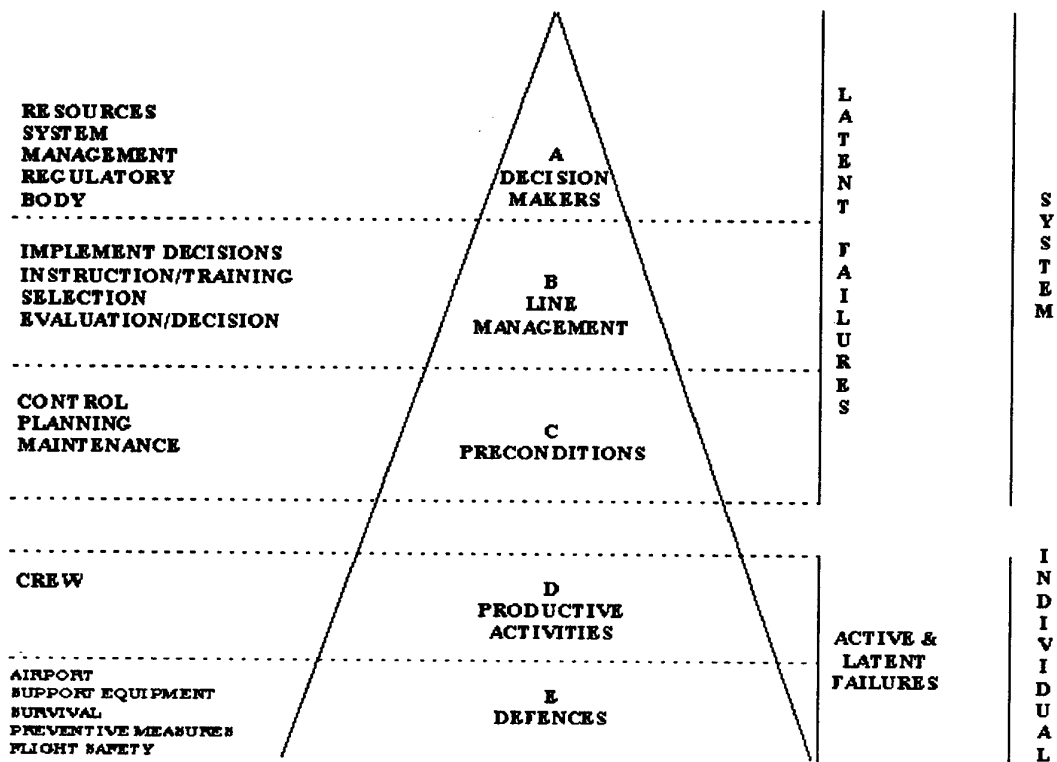 RESOURCES
SYSTEM
MANAGEMENT
REGULATORY
BODY
A
DECISION
MAKERS
IMPLEMENT DECISIONS
INSTRUCTION/TRAINING
SELECTION
EVALUATION/DECISION
B
LINE
MANAGEMENT
CONTROL
PLANNING
MAINTENANCE
C
PRECONDITIONS
LATENT FAILURES
SYSTEM
CREW
D
PRODUCTIVE
ACTIVITIES
AIRPORT
SUPPORT EQUIPMENT
SURVIVAL
PREVENTIVE MEASURES
FLIGHT SAFETY
E
DEFENCES
ACTIVE &
LATENT
FAILURES
INDIVIDUAL